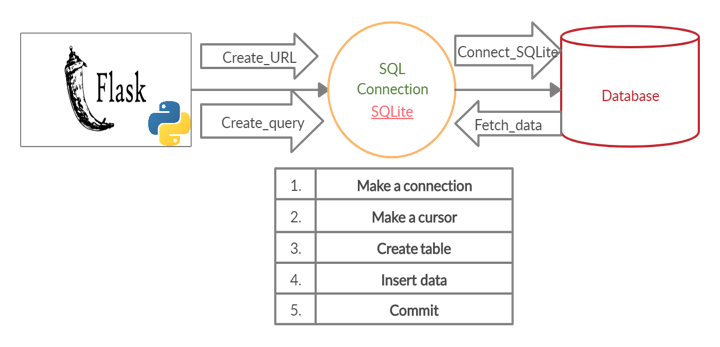 Flask
Create_URL
Create_query
SQL
Connection
SQLite
Connect_SQLite
Fetch_data
Database
1. Make a connection
2. Make a cursor
3. Create table
4. Insert data
5. Commit